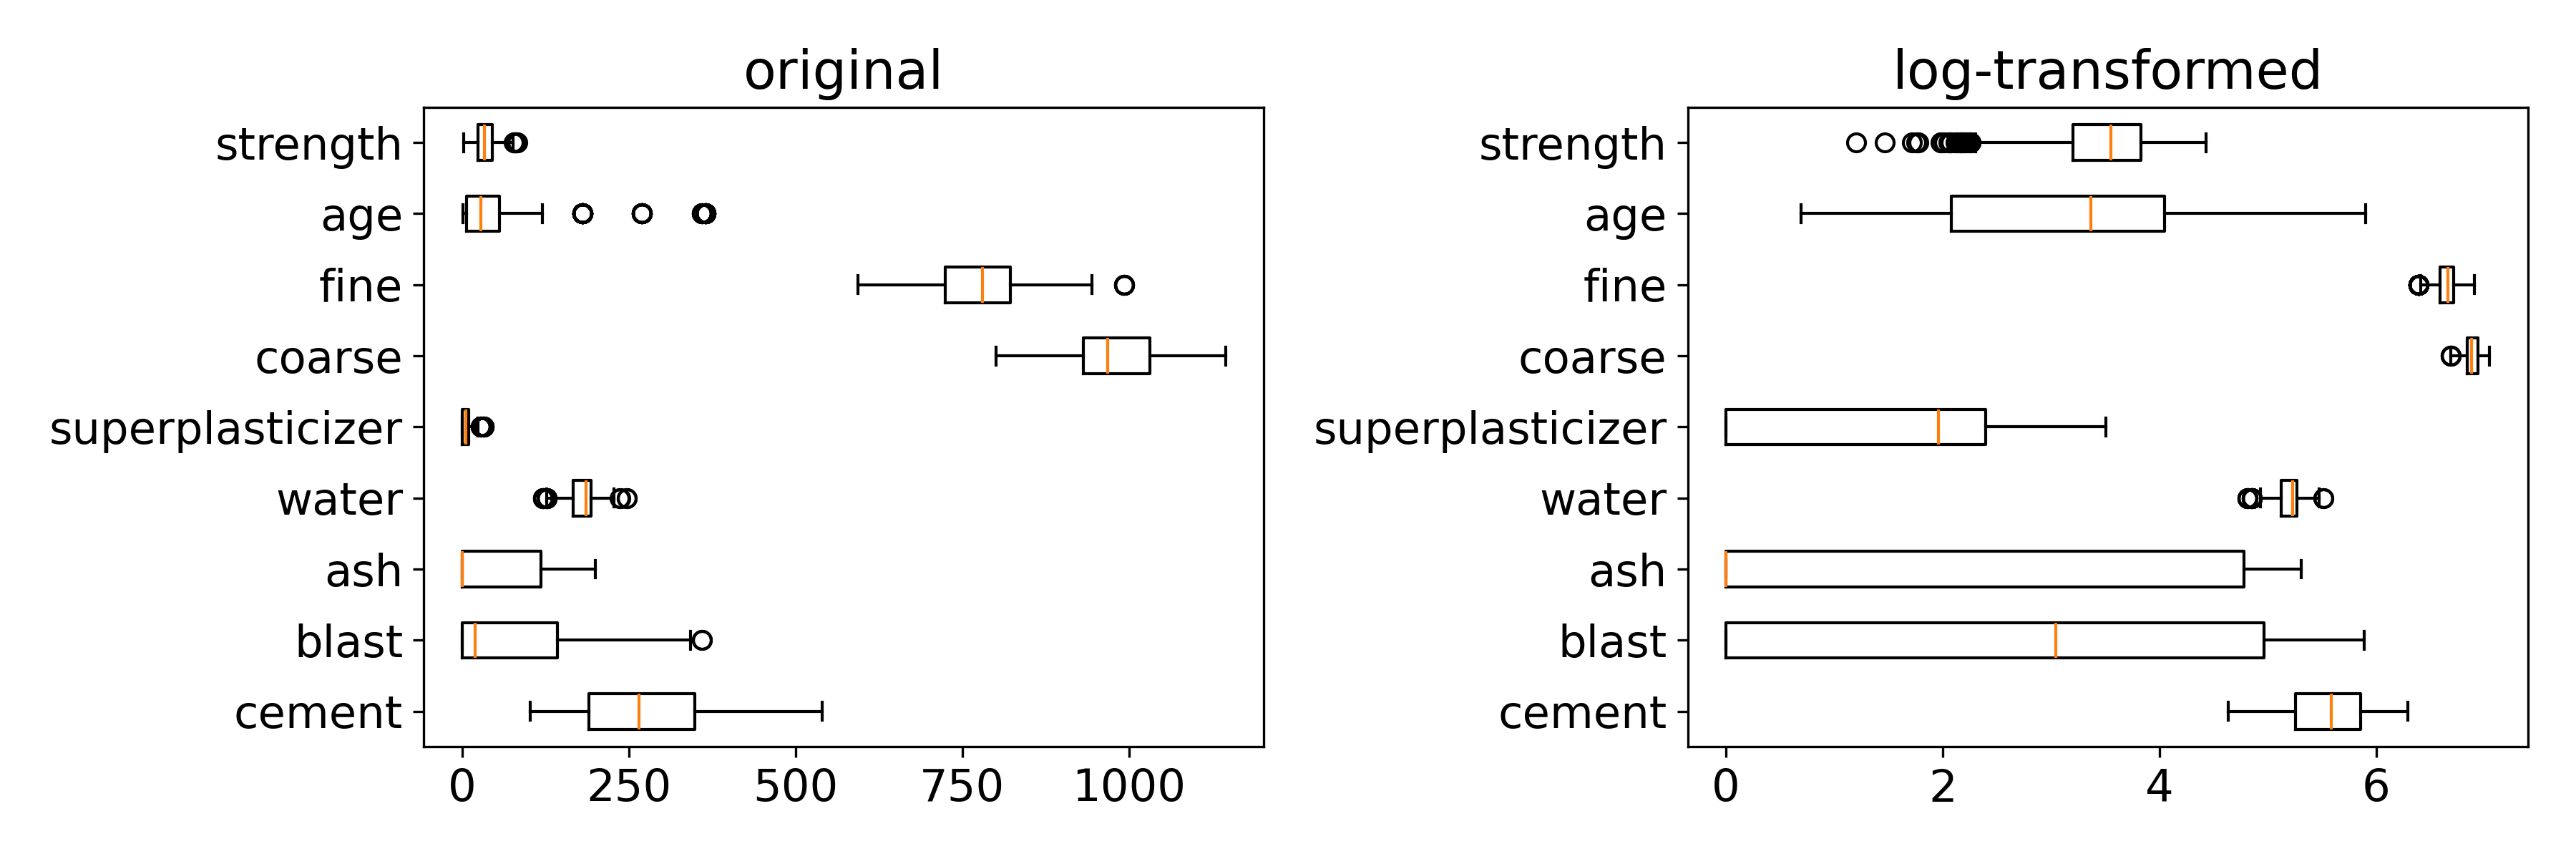 original
strength
age
fine
coarse
superplasticizer
water
ash
blast
cement
0 250 500 750 1000
log-transformed
strength
age
fine
coarse
superplasticizer
water
ash
blast
cement
0 2 4 6